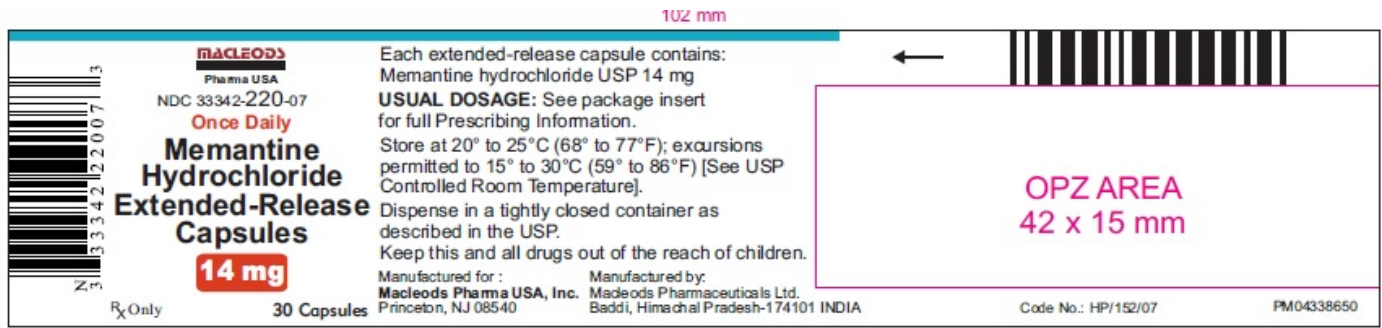 102 mm
MACLEODS
Pharma USA
NDC 33342-220-07
Once Daily
Memantine
Hydrochloride
Extended-Release
Capsules
14 mg
Rx Only
30 Capsules
N 3 33342 22007 3
Each extended-release capsule contains:
Memantine hydrochloride USP 14 mg
USUAL DOSAGE: See package insert
for full Prescribing Information.
Store at 20° to 25°C (68° to 77°F); excursions
permitted to 15° to 30°C (59° to 86°F) [See USP
Controlled Room Temperature].
Dispense in a tightly closed container as
described in the USP.
Keep this and all drugs out of the reach of children.
Manufactured for :
Macleods Pharma USA, Inc.
Princeton, NJ 08540
Manufactured by:
Macleods Pharmaceuticals Ltd.
Baddi, Himachal Pradesh-174101 INDIA
OPZ AREA
42 x 15 mm
Code No.: HP/152/07
PM04338650